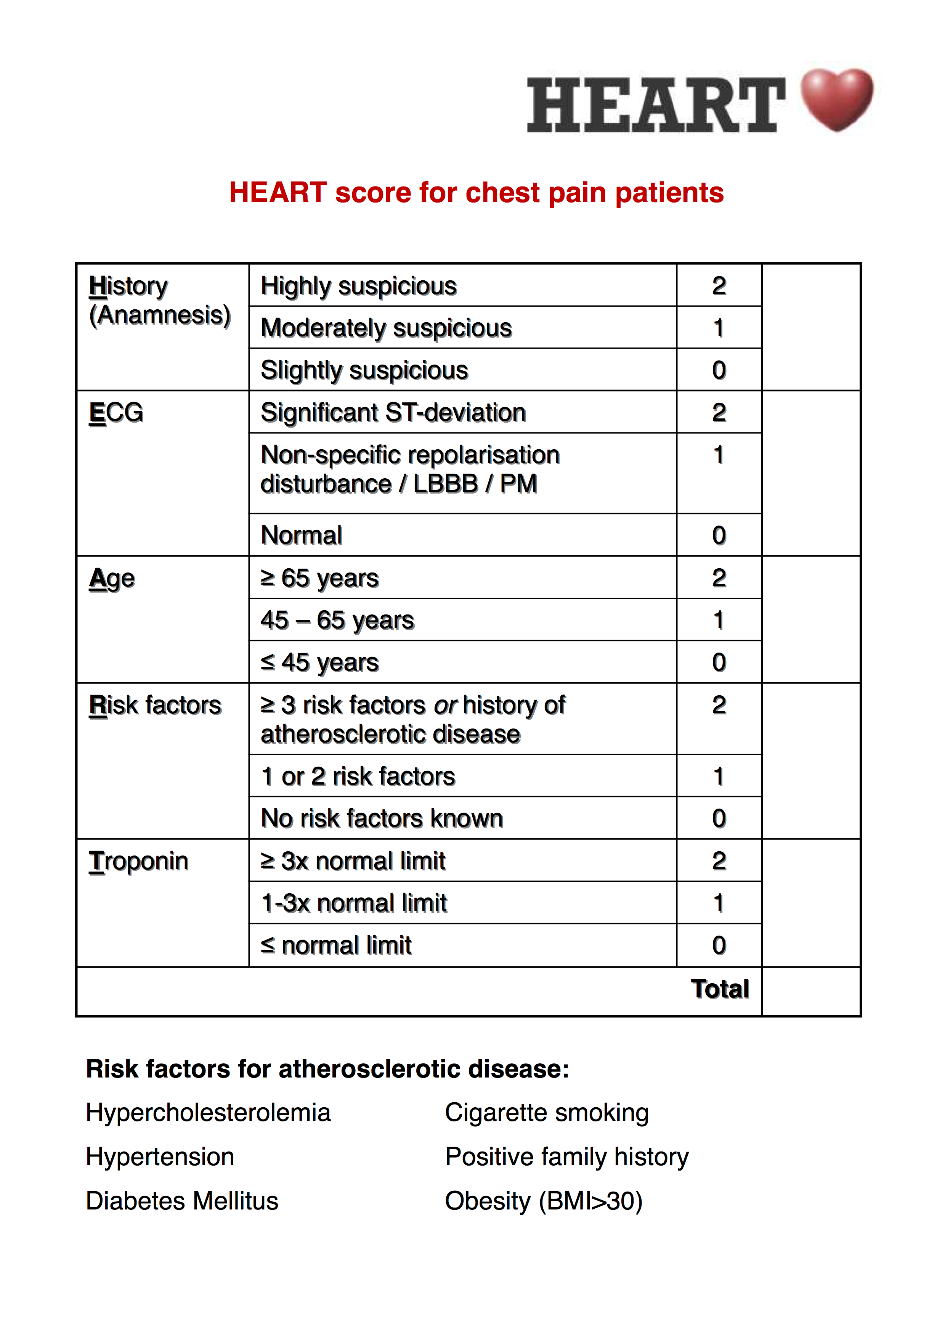 HEART
HEART score for chest pain patients
History
(Anamnesis)
Highly suspicious 2
Moderately suspicious 1
Slightly suspicious 0
ECG
Significant ST-deviation 2
Non-specific repolarisation 1
disturbance / LBBB / PM
Normal 0
Age
≥ 65 years 2
45 – 65 years 1
≤ 45 years 0
Risk factors
≥ 3 risk factors or history of 2
atherosclerotic disease
1 or 2 risk factors 1
No risk factors known 0
Troponin
≥ 3x normal limit 2
1-3x normal limit 1
≤ normal limit 0
Total
Risk factors for atherosclerotic disease:
Hypercholesterolemia Cigarette smoking
Hypertension Positive family history
Diabetes Mellitus Obesity (BMI>30)